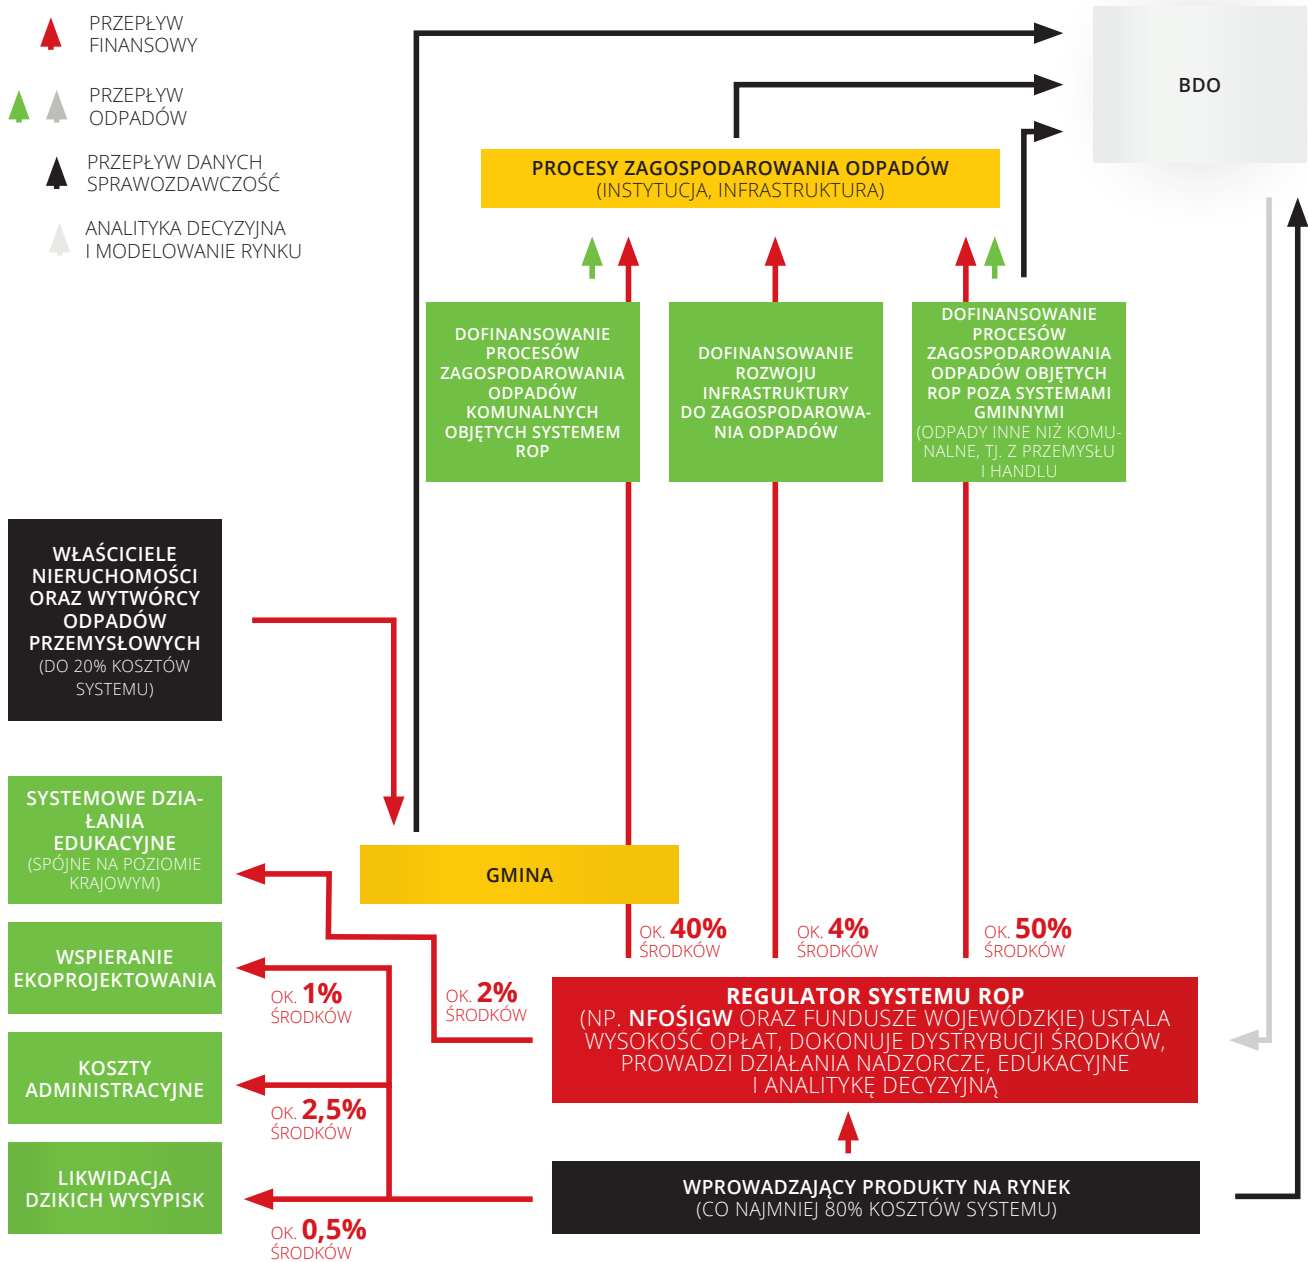 PRZEPŁYW
FINANSOWY
PRZEPŁYW
ODPADÓW
PRZEPŁYW DANYCH
SPRAWOZDAWCZOŚĆ
ANALITYKA DECYZYJNA
I MODELOWANIE RYNKU
BDO
PROCESY ZAGOSPODAROWANIA ODPADÓW
(INSTYTUCJA, INFRASTRUKTURA)
DOFINANSOWANIE
PROCESÓW
ZAGOSPODAROWANIA
ODPADÓW
KOMUNALNYCH
OBJĘTYCH SYSTEMEM
ROP
DOFINANSOWANIE
ROZWOJU
INFRASTRUKTURY
DO ZAGOSPODAROWA-
NIA ODPADÓW
DOFINANSOWANIE
PROCESÓW
ZAGOSPODAROWANIA
ODPADÓW OBJĘTYCH
ROP POZA SYSTEMAMI
GMINNYMI
(ODPADY INNE NIŻ KOMU-
NALNE, TJ. Z PRZEMYSŁU
I HANDLU
WŁAŚCICIELE
NIERUCHOMOŚCI
ORAZ WYTWÓRCY
ODPADÓW
PRZEMYSŁOWYCH
(DO 20% KOSZTÓW
SYSTEMU)
SYSTEMOWE DZIA-
ŁANIA
EDUKACYJNE
(SPÓJNE NA POZIOMIE
KRAJOWYM)
GMINA
WSPIERANIE
EKOPROJEKTOWANIA
KOSZTY
ADMINISTRACYJNE
LIKWIDACJA
DZIKICH WYSYPISK
OK. 40%
ŚRODKÓW
OK. 4%
ŚRODKÓW
OK. 50%
ŚRODKÓW
OK. 1%
ŚRODKÓW
OK. 2%
ŚRODKÓW
OK. 2,5%
ŚRODKÓW
OK. 0,5%
ŚRODKÓW
REGULATOR SYSTEMU ROP
(NP. NFOŚIGW ORAZ FUNDUSZE WOJEWÓDZKIE) USTALA
WYSOKOŚĆ OPŁAT, DOKONUJE DYSTRYBUCJI ŚRODKÓW,
PROWADZI DZIAŁANIA NADZORCZE, EDUKACYJNE
I ANALITYKĘ DECYZYJNĄ
WPROWADZAJĄCY PRODUKTY NA RYNEK
(CO NAJMNIEJ 80% KOSZTÓW SYSTEMU)